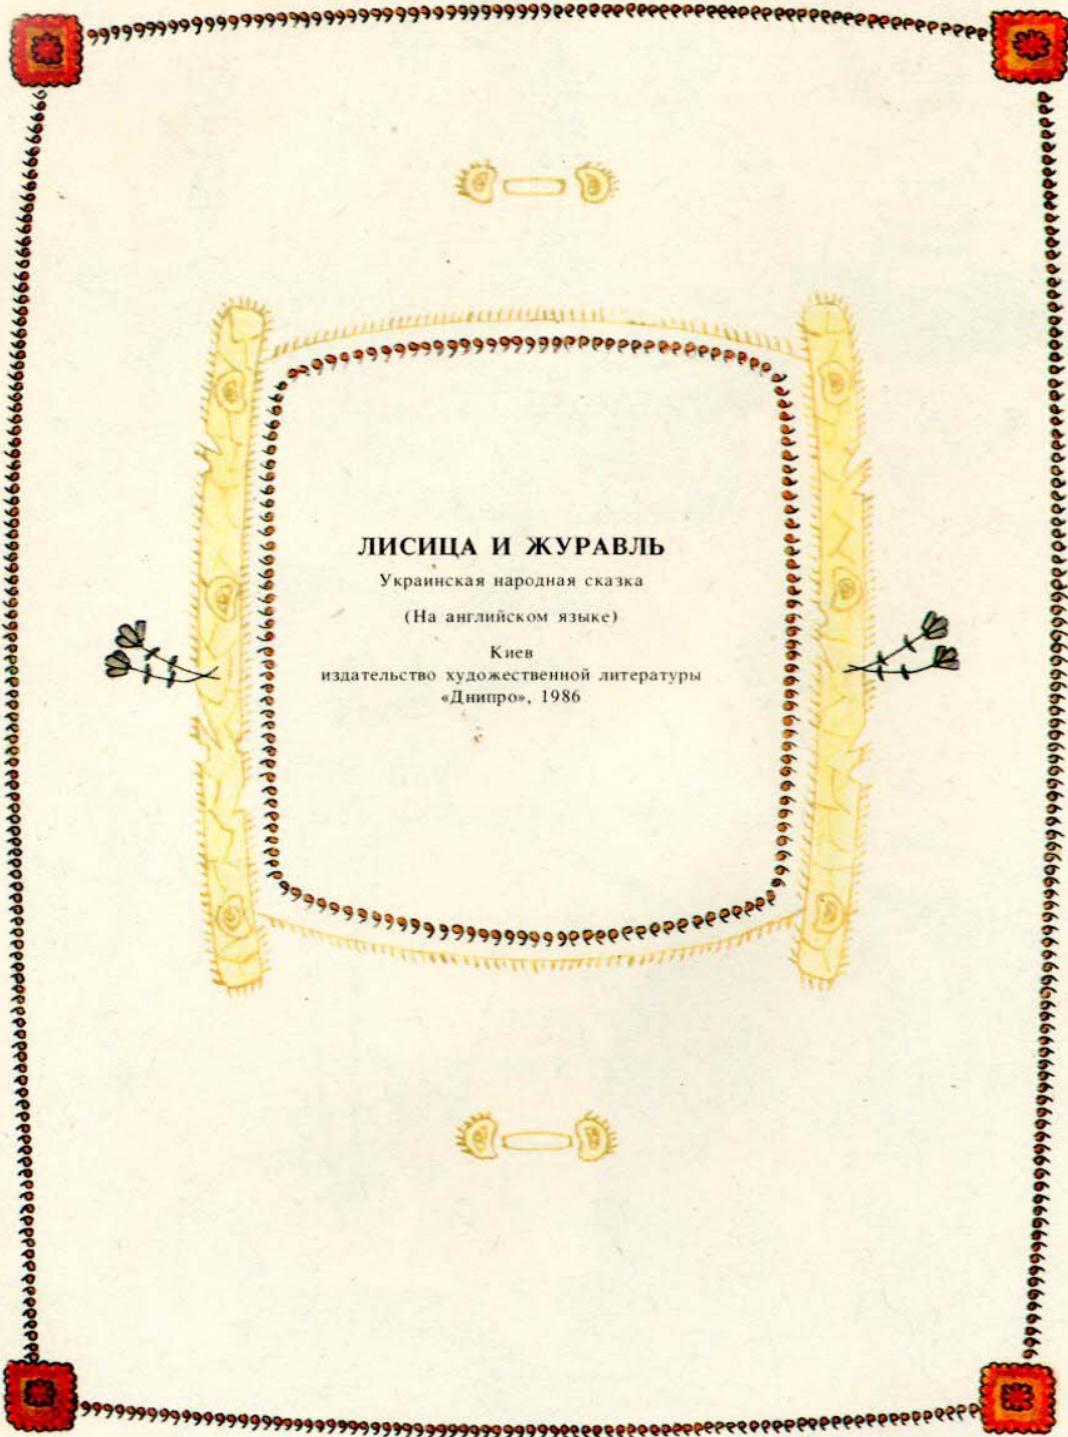 ЛИСИЦА И ЖУРАВЛЬ
Украинская народная сказка
(На английском языке)
Киев
издательство художественной литературы
«Днипро», 1986